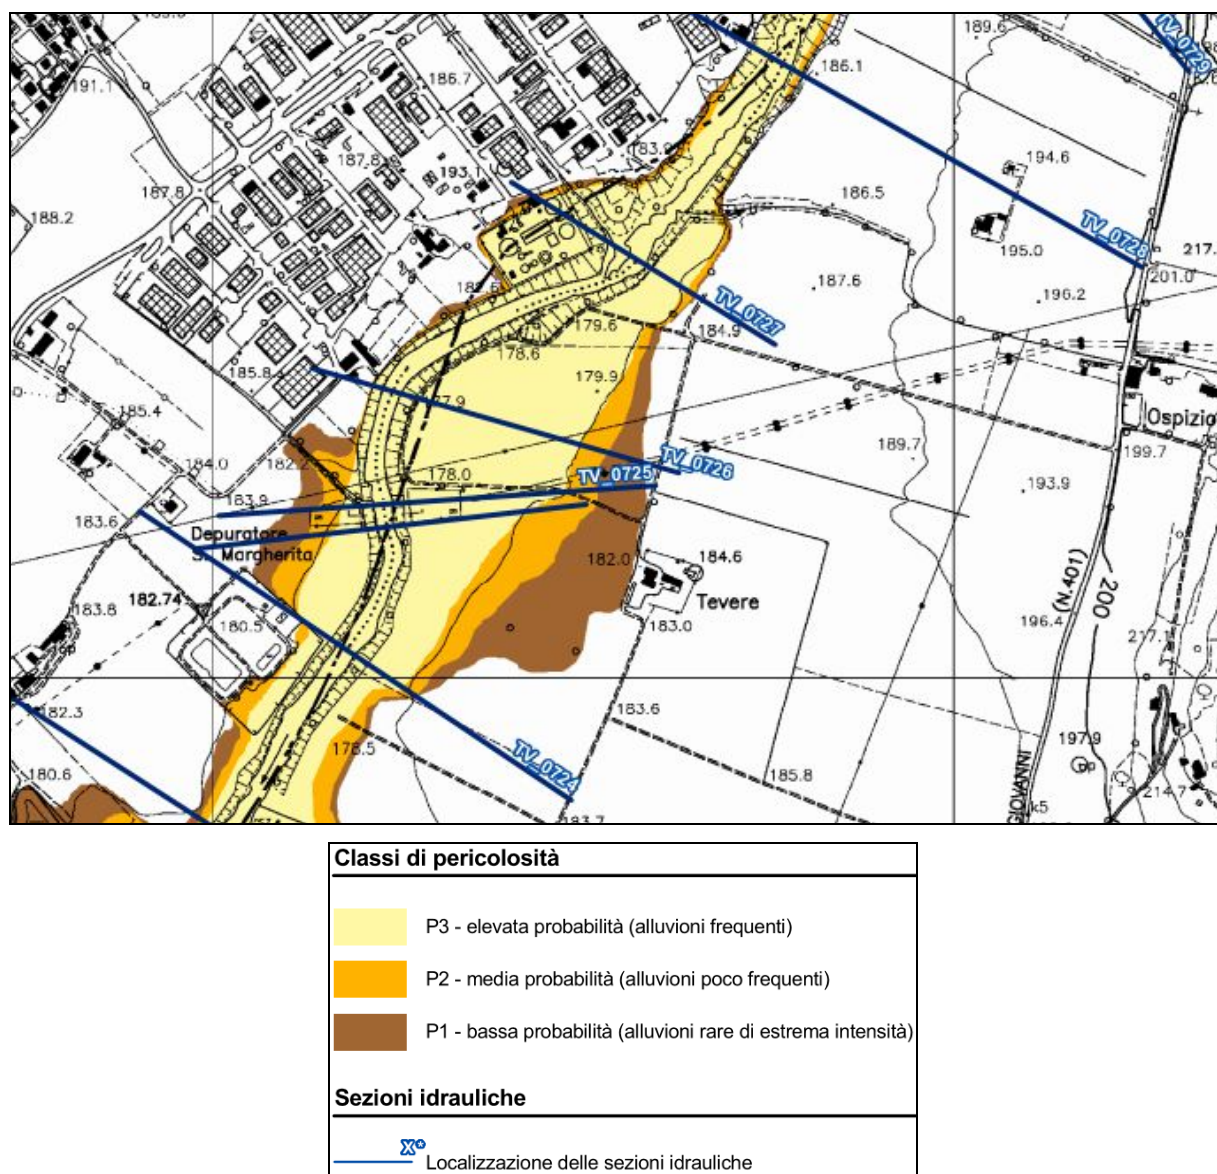 189.6
186.1
191.1
186.7
TV_0729
183.9
187.8
193.1
194.6
187.8
188.2
186.5
195.0
TV_0728
217.
201.0
187.6
196.2
TV_0727
179.6
184.9
178.6
185.8
179.9
185.4
Ospizio
189.7
199.7
184.0
182.2
178.0
TV_0726
TV_0725
183.9
193.9
183.6
Depuratore
S. Margherita
182.0
184.6
Tevere
183.8
182.74
180.5
183.0
196.4
(N.401)
200
217.1
182.3
183.6
178.5
197.9
180.6
TV_0724
185.8
GIOVANNI
214.7
183.7
k5
Classi di pericolosità
P3 - elevata probabilità (alluvioni frequenti)
P2 - media probabilità (alluvioni poco frequenti)
P1 - bassa probabilità (alluvioni rare di estrema intensità)
Sezioni idrauliche
X*
Localizzazione delle sezioni idrauliche